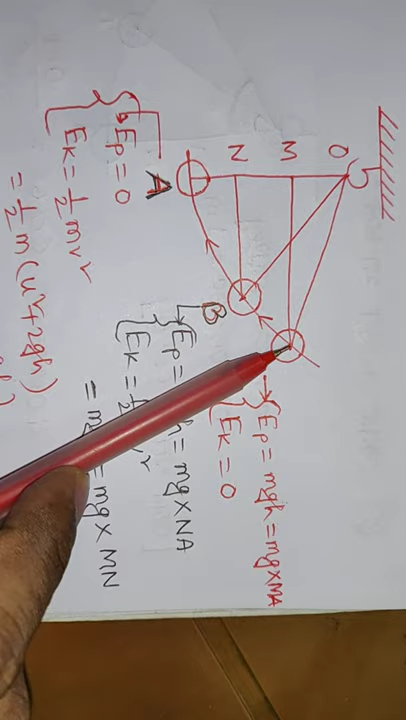 O
M
N
A
B
→ Ep = mgh = mg×MA
Ek = 0
Ep = h = mg×NA
Ek =
= mg×MN
Ep = 0
Ek = ½ mv²
= ½ m(u²+2gh)